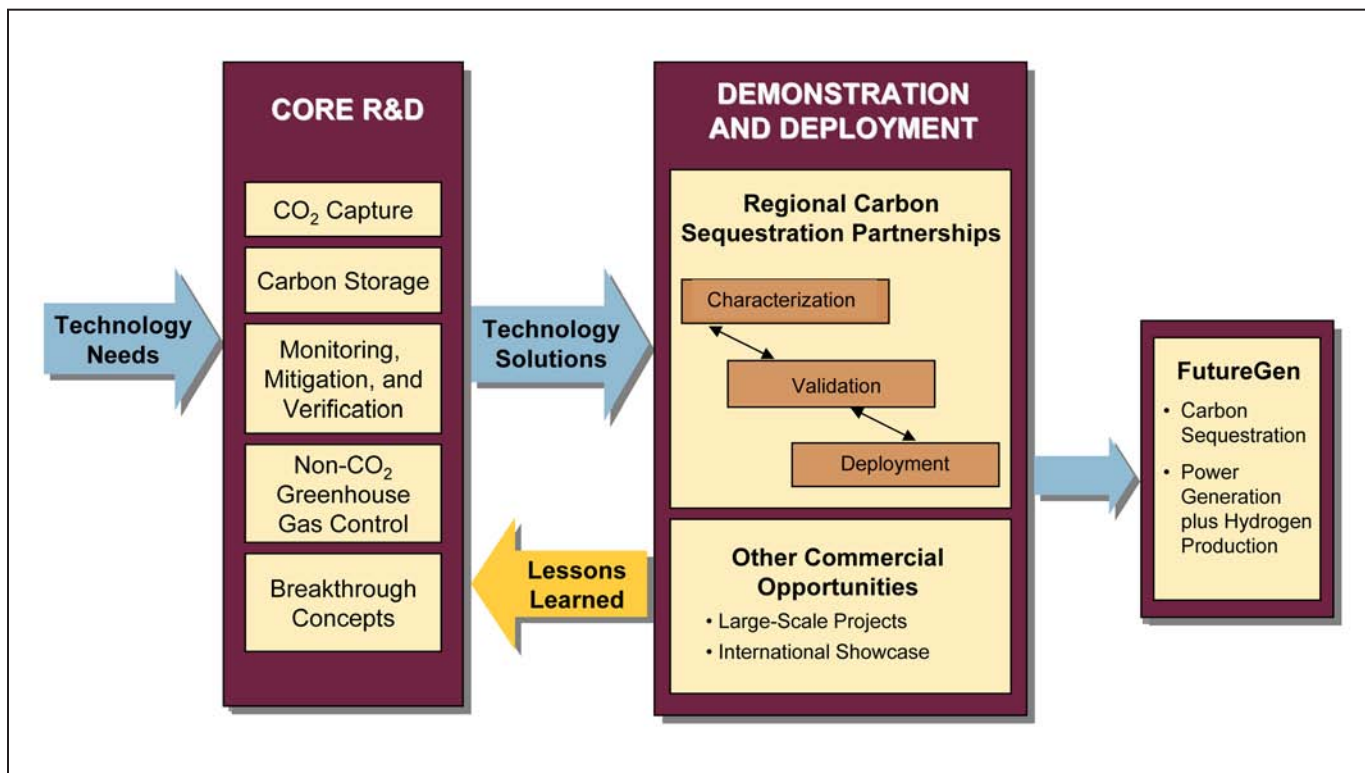 Technology
Needs
CORE R&D
CO₂ Capture
Carbon Storage
Monitoring,
Mitigation, and
Verification
Non-CO₂
Greenhouse
Gas Control
Breakthrough
Concepts
Technology
Solutions
Lessons
Learned
DEMONSTRATION
AND DEPLOYMENT
Regional Carbon
Sequestration Partnerships
Characterization
Validation
Deployment
Other Commercial
Opportunities
• Large-Scale Projects
• International Showcase
FutureGen
• Carbon
Sequestration
• Power
Generation
plus Hydrogen
Production